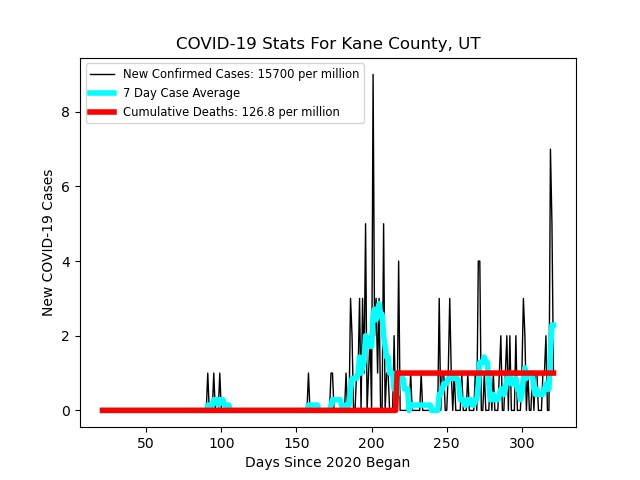 COVID-19 Stats For Kane County, UT
New Confirmed Cases: 15700 per million
7 Day Case Average
Cumulative Deaths: 126.8 per million
New COVID-19 Cases
8
6
4
2
0
50 100 150 200 250 300
Days Since 2020 Began